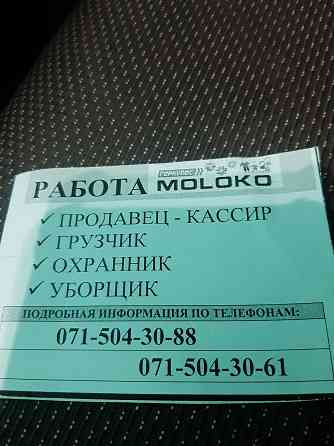 ГЕРКУЛЕС
РАБОТА MOLOKO
✓ ПРОДАВЕЦ - КАССИР
✓ ГРУЗЧИК
✓ ОХРАННИК
✓ УБОРЩИК
ПОДРОБНАЯ ИНФОРМАЦИЯ ПО ТЕЛЕФОНАМ:
071-504-30-88
071-504-30-61